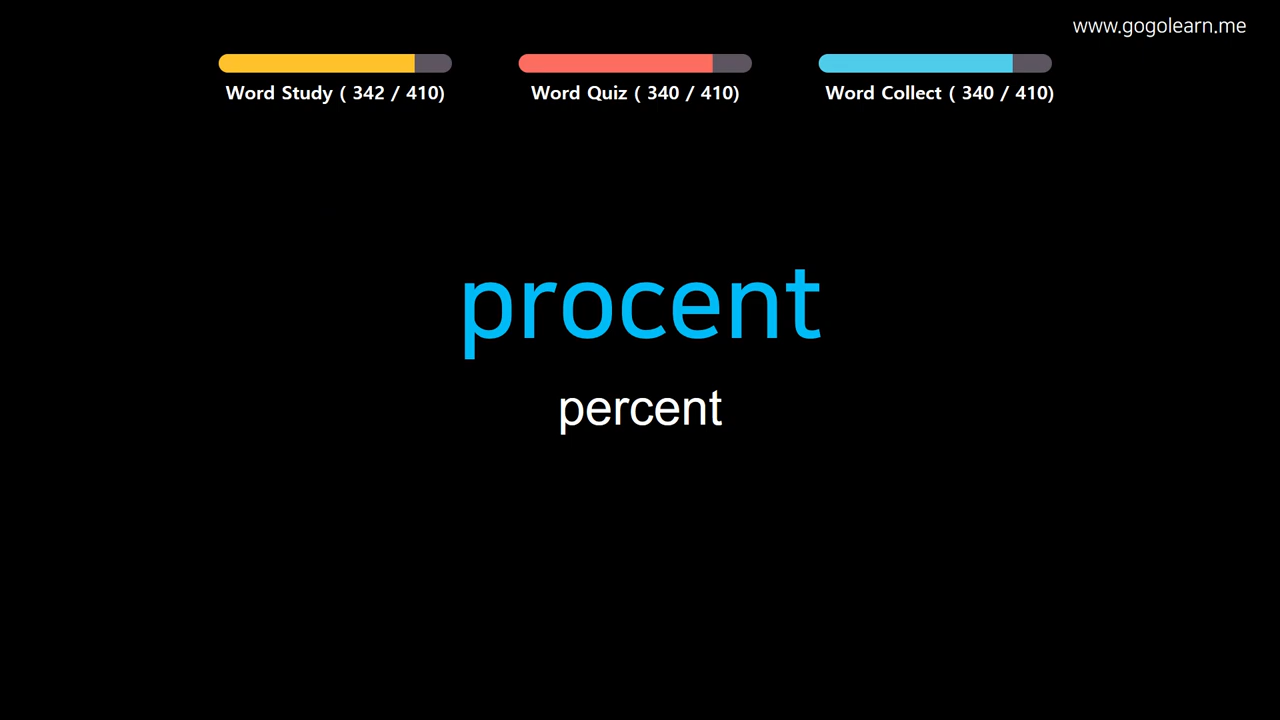 www.gogolearn.me
Word Study ( 342 / 410)
Word Quiz ( 340 / 410)
Word Collect ( 340 / 410)
procent
percent